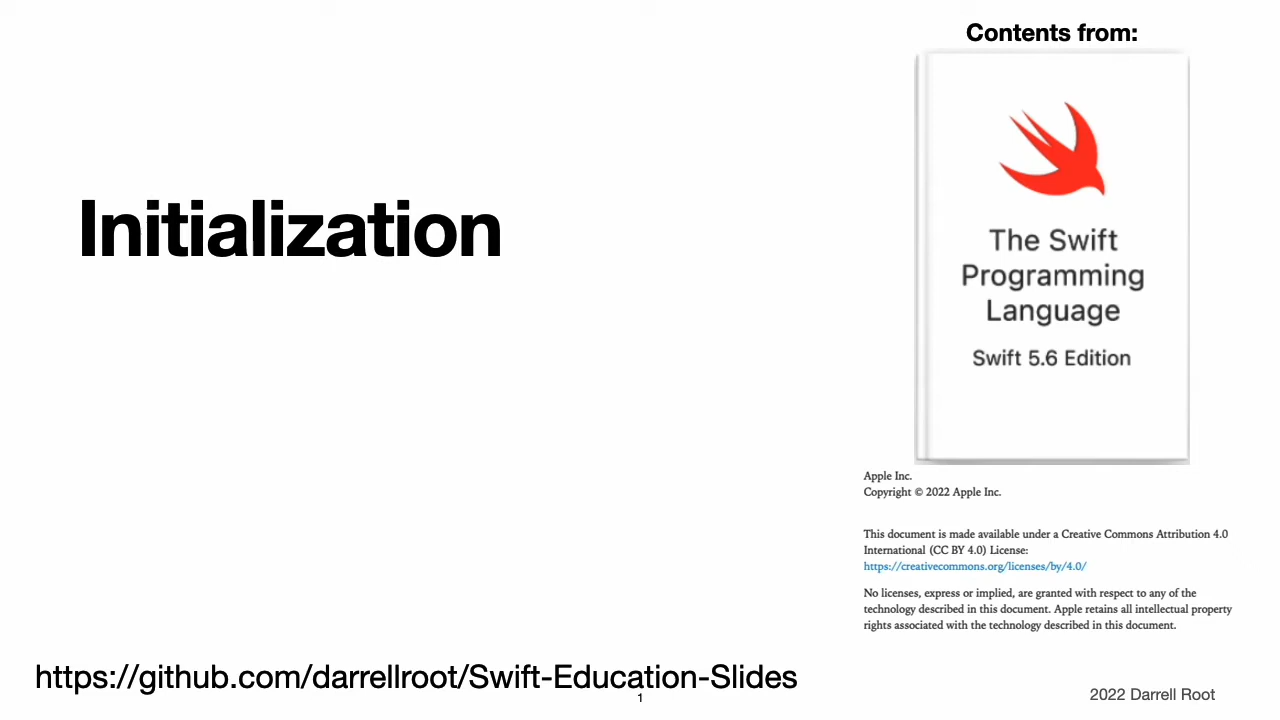 Contents from:
Initialization
The Swift
Programming
Language
Swift 5.6 Edition
Apple Inc.
Copyright © 2022 Apple Inc.
This document is made available under a Creative Commons Attribution 4.0
International (CC BY 4.0) License:
https://creativecommons.org/licenses/by/4.0/
No licenses, express or implied, are granted with respect to any of the
technology described in this document. Apple retains all intellectual property
rights associated with the technology described in this document.
https://github.com/darrellroot/Swift-Education-Slides
1
2022 Darrell Root